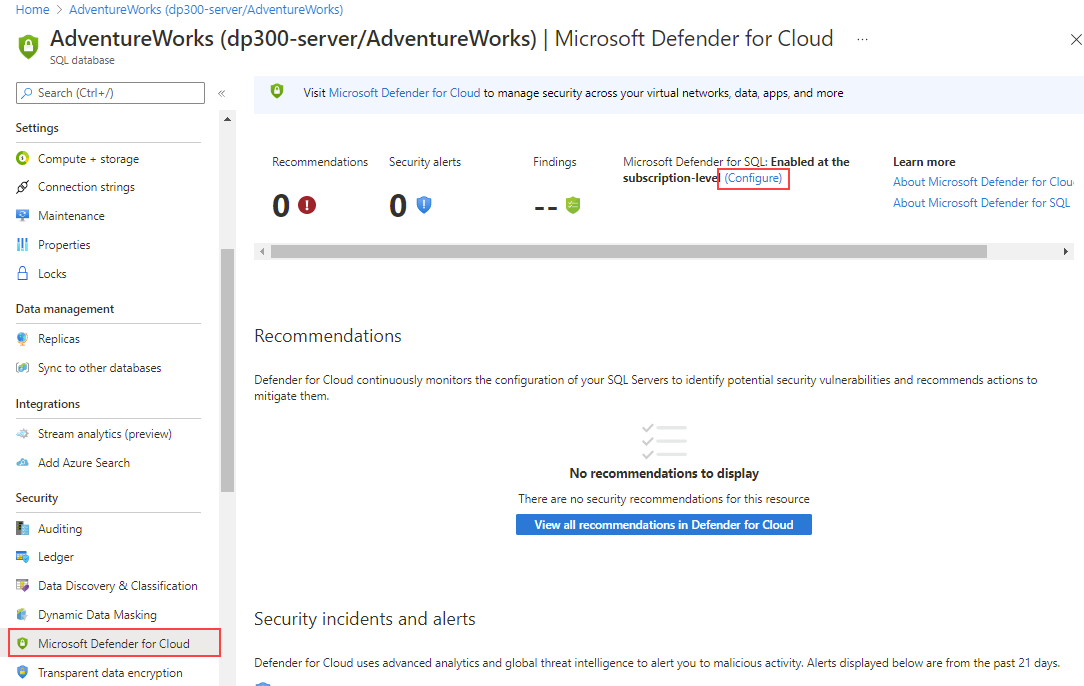 Home > AdventureWorks (dp300-server/AdventureWorks)
AdventureWorks (dp300-server/AdventureWorks) | Microsoft Defender for Cloud ...
SQL database
Search (Ctrl+/)
«
Settings
Compute + storage
Connection strings
Maintenance
Properties
Locks
Data management
Replicas
Sync to other databases
Integrations
Stream analytics (preview)
Add Azure Search
Security
Auditing
Ledger
Data Discovery & Classification
Dynamic Data Masking
Microsoft Defender for Cloud
Transparent data encryption
Visit Microsoft Defender for Cloud to manage security across your virtual networks, data, apps, and more
Recommendations
0
Security alerts
0
Findings
--
Microsoft Defender for SQL: Enabled at the
subscription-level (Configure)
Learn more
About Microsoft Defender for Clou
About Microsoft Defender for SQL
Recommendations
Defender for Cloud continuously monitors the configuration of your SQL Servers to identify potential security vulnerabilities and recommends actions to
mitigate them.
No recommendations to display
There are no security recommendations for this resource
View all recommendations in Defender for Cloud
Security incidents and alerts
Defender for Cloud uses advanced analytics and global threat intelligence to alert you to malicious activity. Alerts displayed below are from the past 21 days.